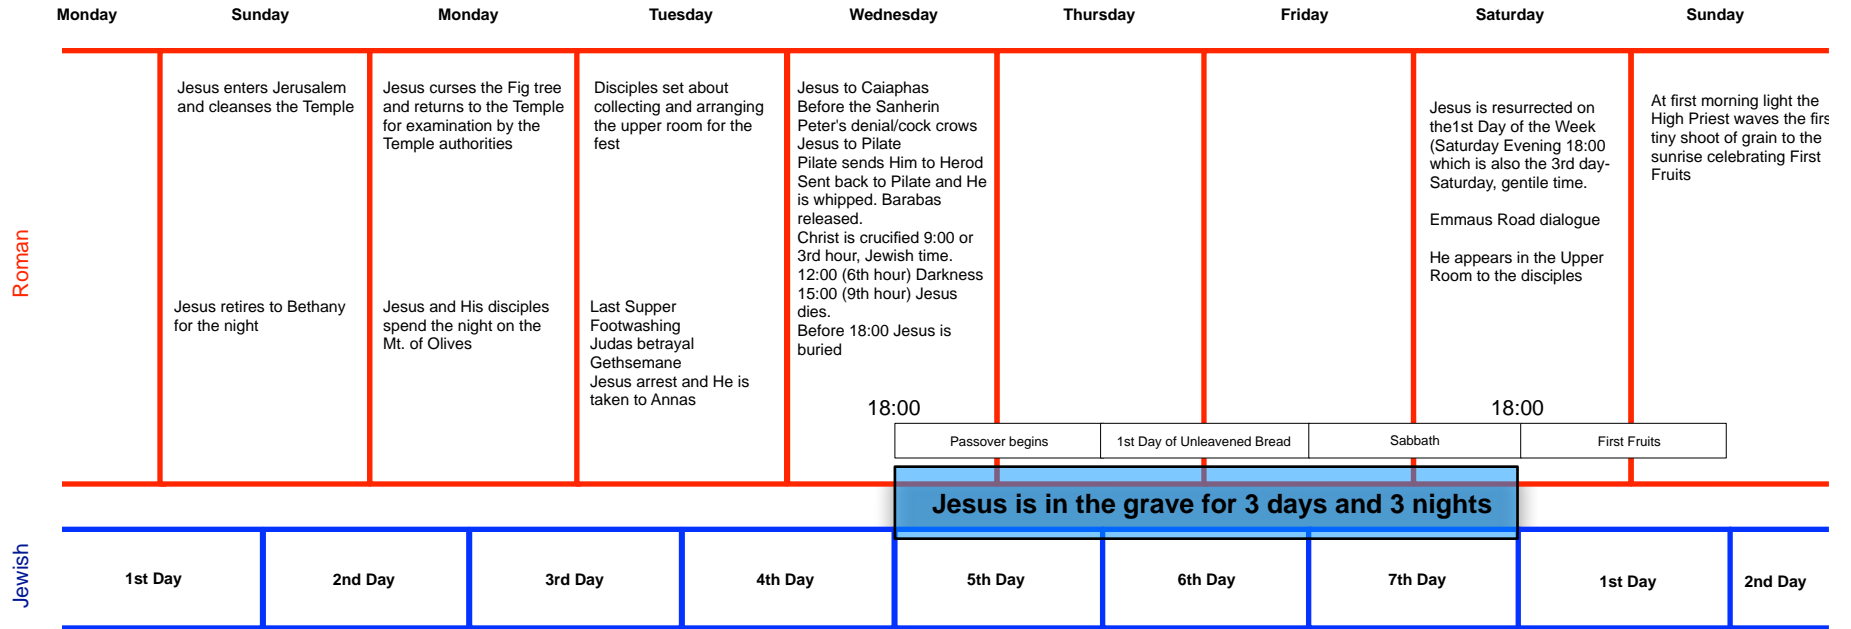 Monday
Sunday
Monday
Tuesday
Wednesday
Thursday
Friday
Saturday
Sunday
Roman
Jesus enters Jerusalem
and cleanses the Temple
Jesus retires to Bethany
for the night
Jesus curses the Fig tree
and returns to the Temple
for examination by the
Temple authorities
Jesus and His disciples
spend the night on the
Mt. of Olives
Disciples set about
collecting and arranging
the upper room for the
fest
Last Supper
Footwashing
Judas betrayal
Gethsemane
Jesus arrest and He is
taken to Annas
Jesus to Caiaphas
Before the Sanherin
Peter's denial/cock crows
Jesus to Pilate
Pilate sends Him to Herod
Sent back to Pilate and He
is whipped. Barabas
released.
Christ is crucified 9:00 or
3rd hour, Jewish time.
12:00 (6th hour) Darkness
15:00 (9th hour) Jesus
dies.
Before 18:00 Jesus is
buried
Jesus is resurrected on
the1st Day of the Week
(Saturday Evening 18:00
which is also the 3rd day-
Saturday, gentile time.
Emmaus Road dialogue
He appears in the Upper
Room to the disciples
At first morning light the
High Priest waves the firs
tiny shoot of grain to the
sunrise celebrating First
Fruits
18:00
18:00
Passover begins
1st Day of Unleavened Bread
Sabbath
First Fruits
Jesus is in the grave for 3 days and 3 nights
Jewish
1st Day
2nd Day
3rd Day
4th Day
5th Day
6th Day
7th Day
1st Day
2nd Day